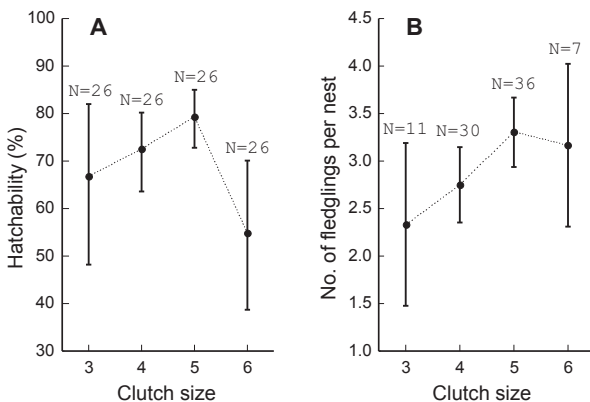 A
Hatchability (%)
100
90
80
70
60
50
40
30
N=26
N=26
N=26
N=26
3 4 5 6
Clutch size
B
No. of fledglings per nest
4.5
4.0
3.5
3.0
2.5
2.0
1.5
1.0
N=11
N=30
N=36
N=7
3 4 5 6
Clutch size